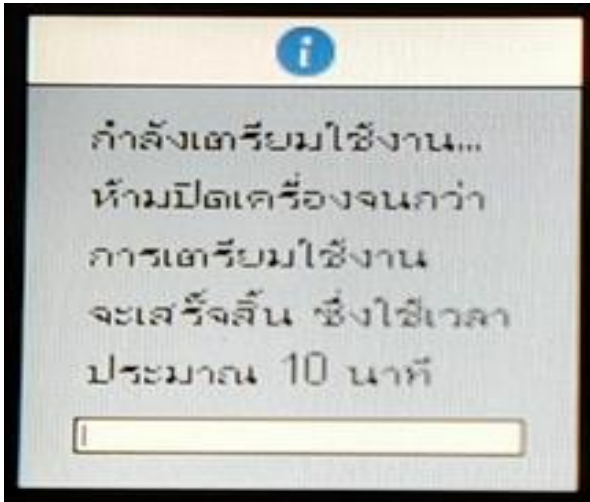 i
กำลังเตรียมใช้งาน...
ห้ามปิดเครื่องจนกว่า
การเตรียมใช้งาน
จะเสร็จสิ้น ซึ่งใช้เวลา
ประมาณ 10 นาที